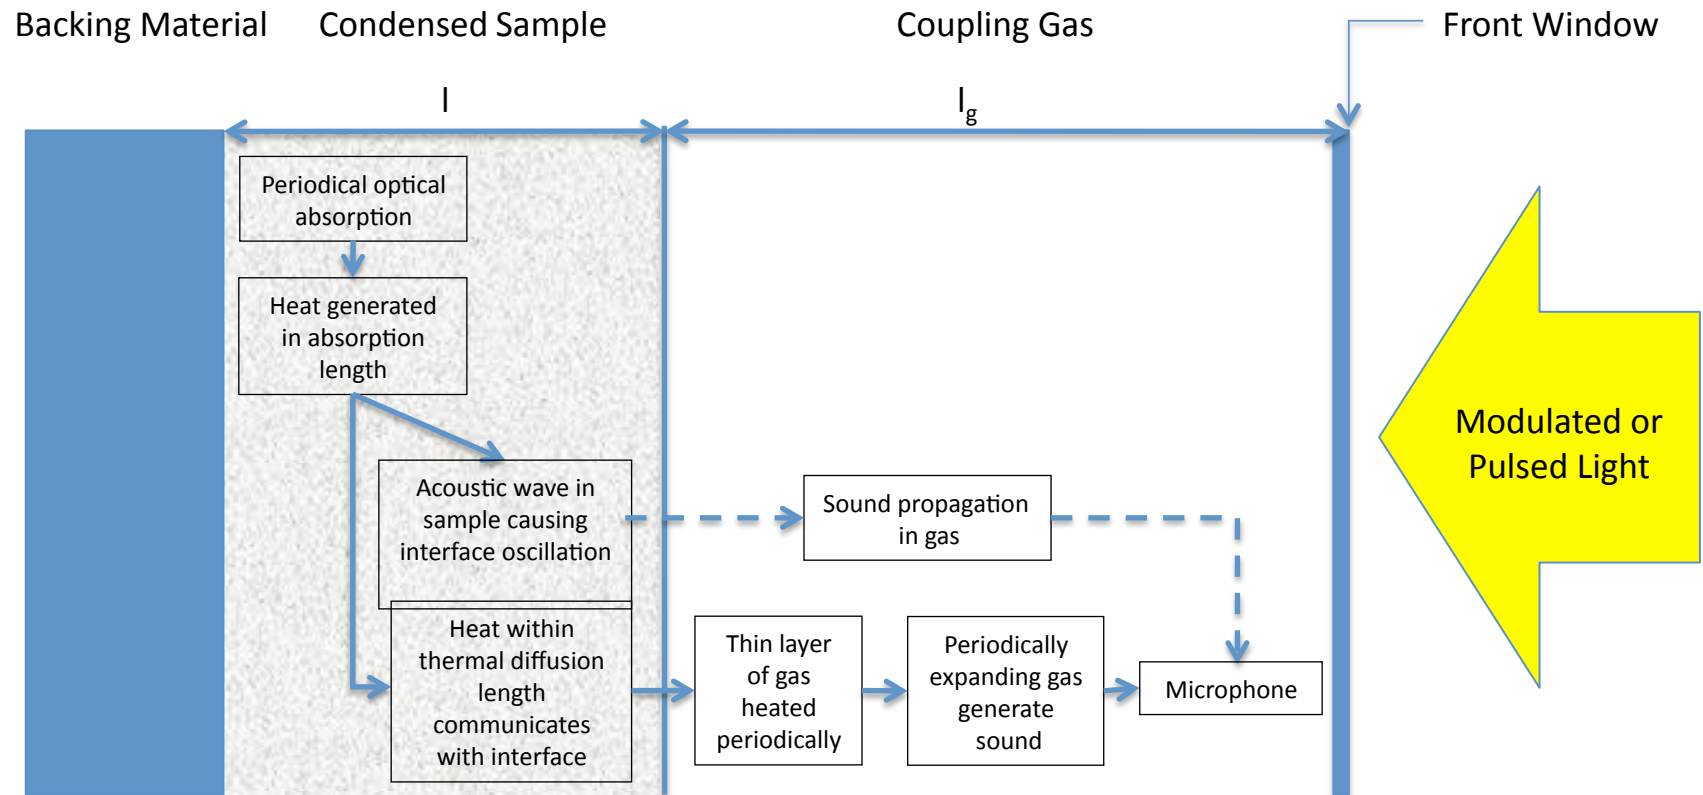 Backing Material
Condensed Sample
Coupling Gas
Front Window
l
lg
Periodical optical
absorption
Heat generated
in absorption
length
Acoustic wave in
sample causing
interface oscillation
Sound propagation
in gas
Modulated or
Pulsed Light
Heat within
thermal diffusion
length
communicates
with interface
Thin layer
of gas
heated
periodically
Periodically
expanding gas
generate
sound
Microphone